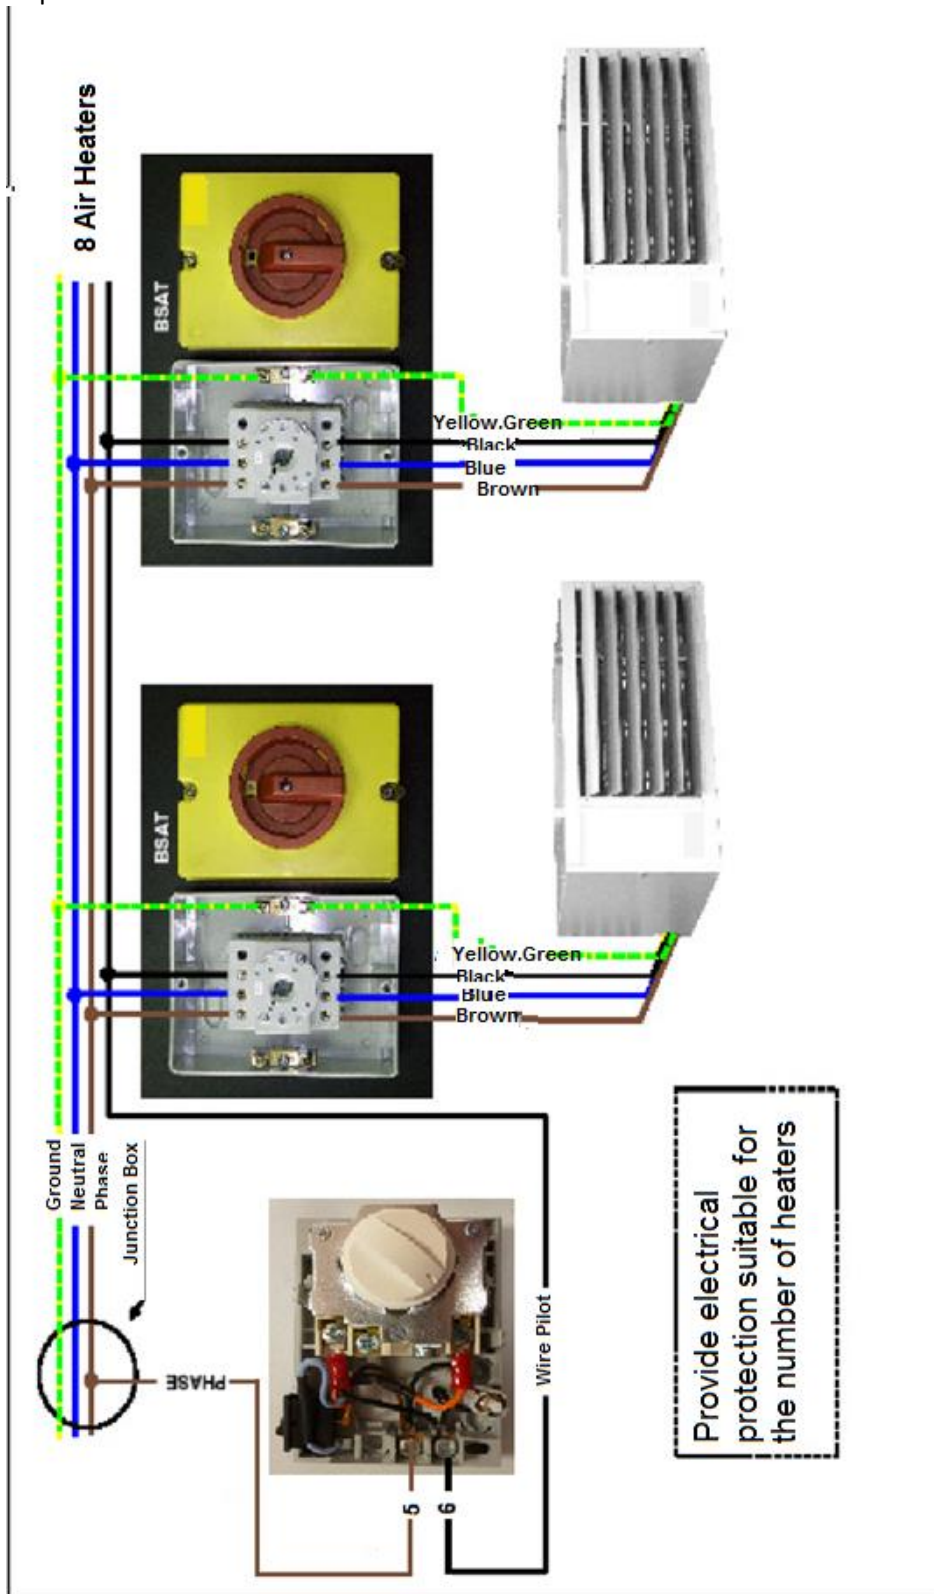 8 Air Heaters
BSAT
Yellow.Green
Black
Blue
Brown
BSAT
Yellow.Green
Black
Blue
Brown
Ground
Neutral
Phase
Junction Box
PHASE
5
6
Wire Pilot
Provide electrical
protection suitable for
the number of heaters